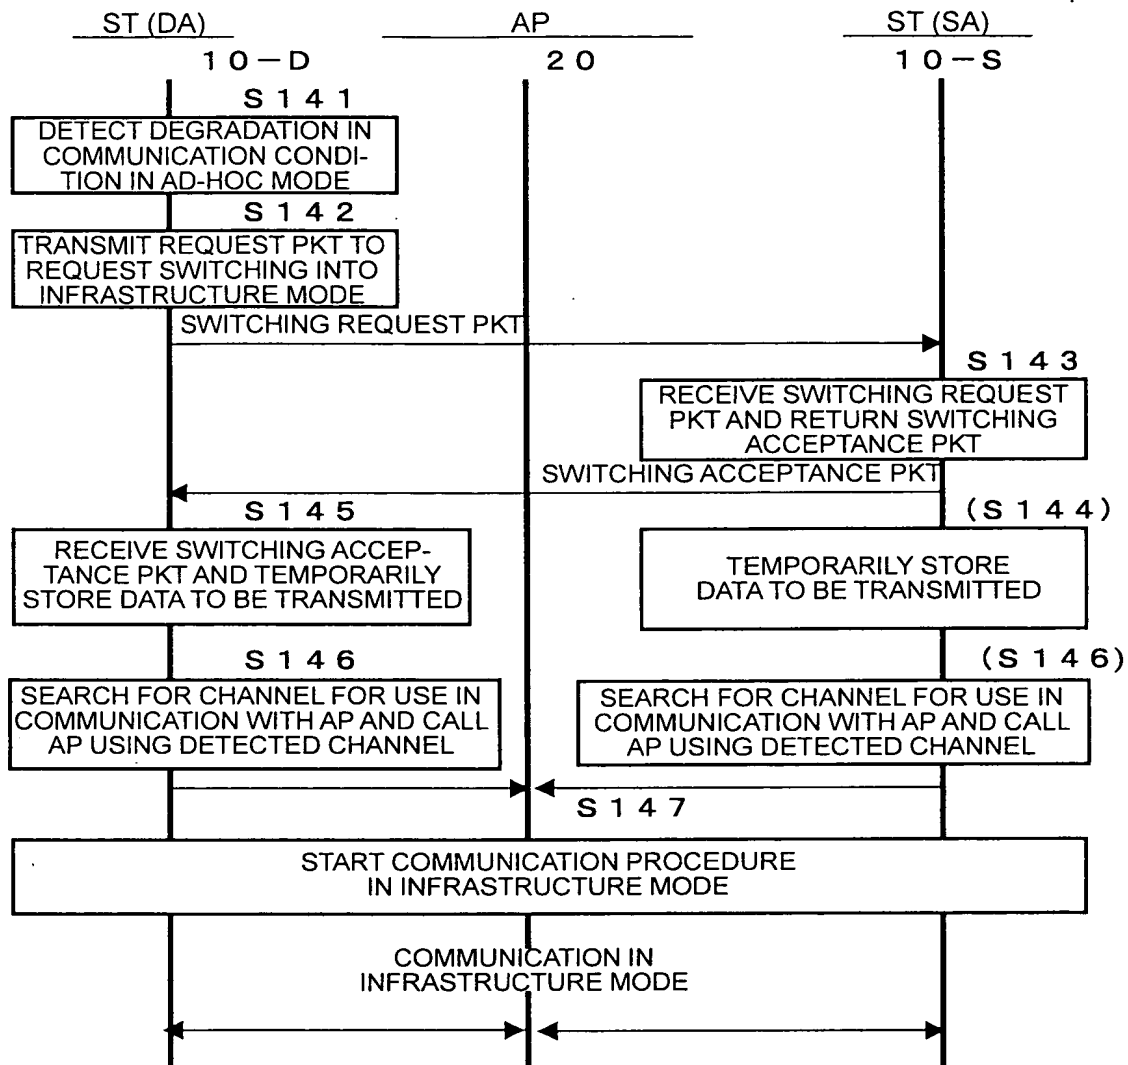 ST (DA) AP ST (SA)
10-D 20 10-S
S141
DETECT DEGRADATION IN
COMMUNICATION CONDI-
TION IN AD-HOC MODE
S142
TRANSMIT REQUEST PKT TO
REQUEST SWITCHING INTO
INFRASTRUCTURE MODE
SWITCHING REQUEST PKT
S143
RECEIVE SWITCHING REQUEST
PKT AND RETURN SWITCHING
ACCEPTANCE PKT
SWITCHING ACCEPTANCE PKT
S145
RECEIVE SWITCHING ACCEP-
TANCE PKT AND TEMPORARILY
STORE DATA TO BE TRANSMITTED
(S144)
TEMPORARILY STORE
DATA TO BE TRANSMITTED
S146
SEARCH FOR CHANNEL FOR USE IN
COMMUNICATION WITH AP AND CALL
AP USING DETECTED CHANNEL
(S146)
SEARCH FOR CHANNEL FOR USE IN
COMMUNICATION WITH AP AND CALL
AP USING DETECTED CHANNEL
S147
START COMMUNICATION PROCEDURE
IN INFRASTRUCTURE MODE
COMMUNICATION IN
INFRASTRUCTURE MODE